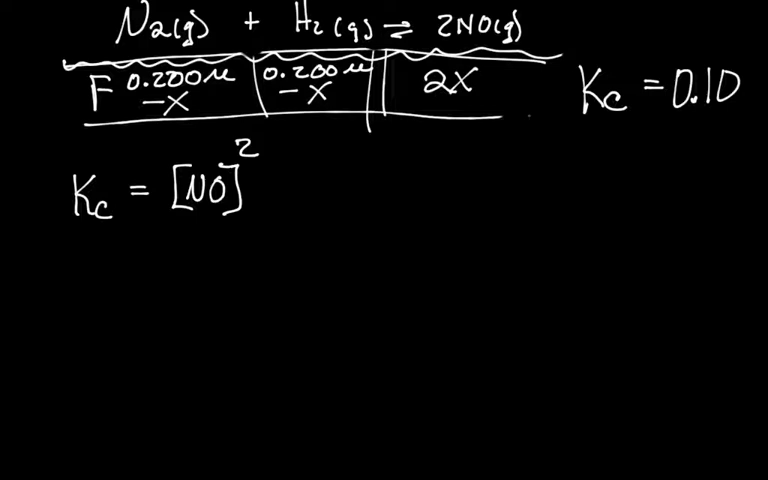 N2(g) + H2(g) ⇌ 2NO(g)
F 0.200M - X 0.200M - X 2X
Kc = 0.10
Kc = [NO]^2